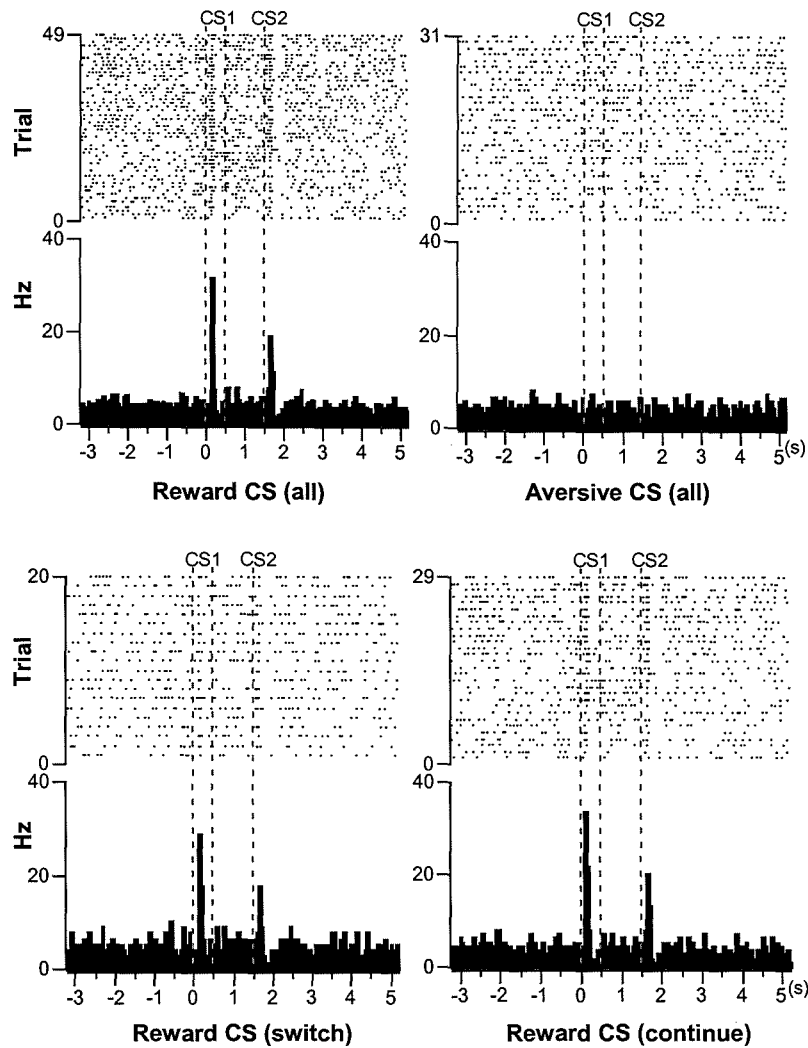 CS1 CS2
49
Trial
0
40
Hz
20
0
-3 -2 -1 0 1 2 3 4 5
Reward CS (all)
CS1 CS2
31
0
40
20
0
-3 -2 -1 0 1 2 3 4 5 (s)
Aversive CS (all)
CS1 CS2
20
Trial
10
0
40
Hz
20
0
-3 -2 -1 0 1 2 3 4 5
Reward CS (switch)
CS1 CS2
29
0
40
20
0
-3 -2 -1 0 1 2 3 4 5 (s)
Reward CS (continue)